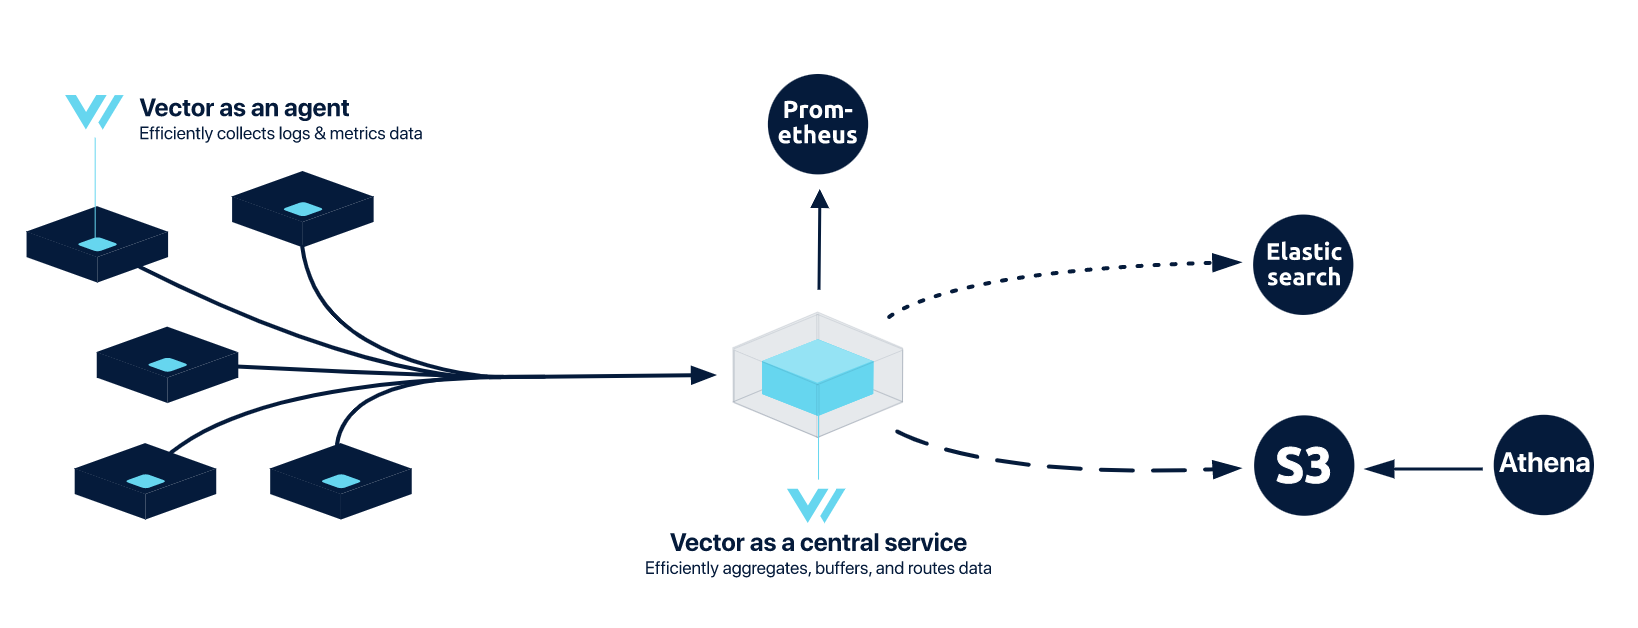 Vector as an agent
Efficiently collects logs & metrics data
Prom-
etheus
Elastic
search
S3
Athena
Vector as a central service
Efficiently aggregates, buffers, and routes data